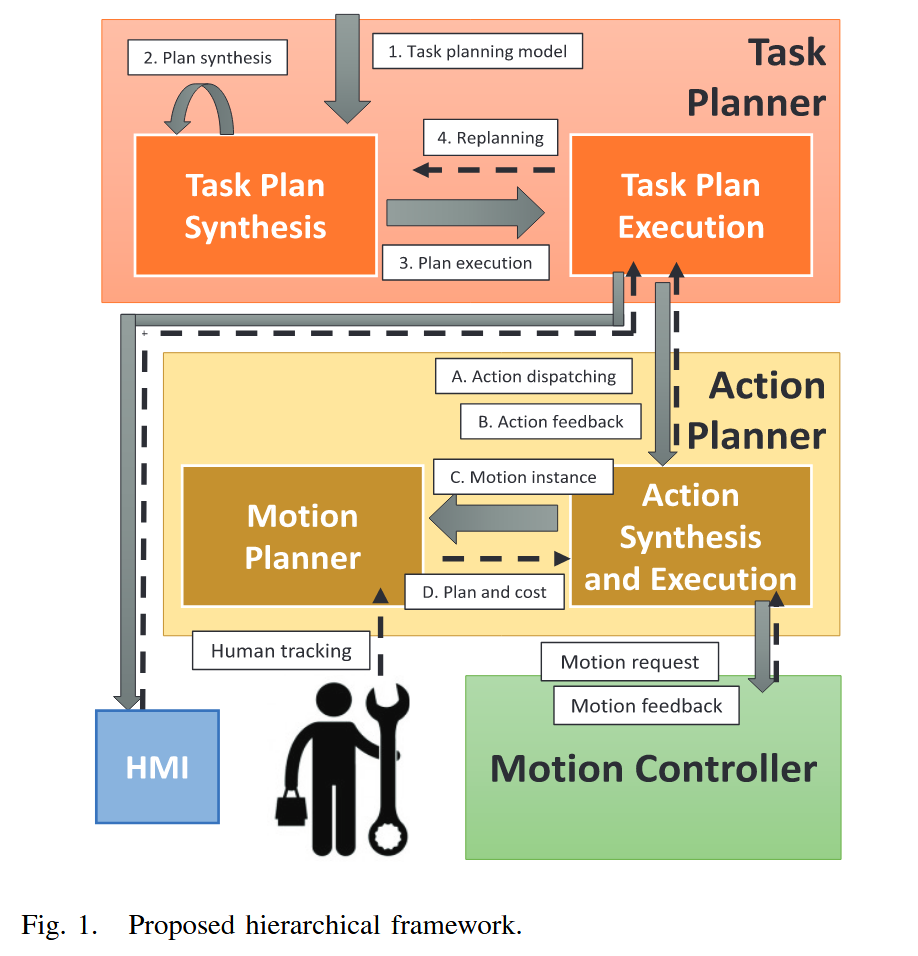 Task
Planner
1. Task planning model
2. Plan synthesis
4. Replanning
Task Plan
Synthesis
Task Plan
Execution
3. Plan execution
Action
Planner
A. Action dispatching
B. Action feedback
C. Motion instance
Motion
Planner
Action
Synthesis
and Execution
D. Plan and cost
Human tracking
Motion request
Motion feedback
HMI
Motion Controller
Fig. 1. Proposed hierarchical framework.